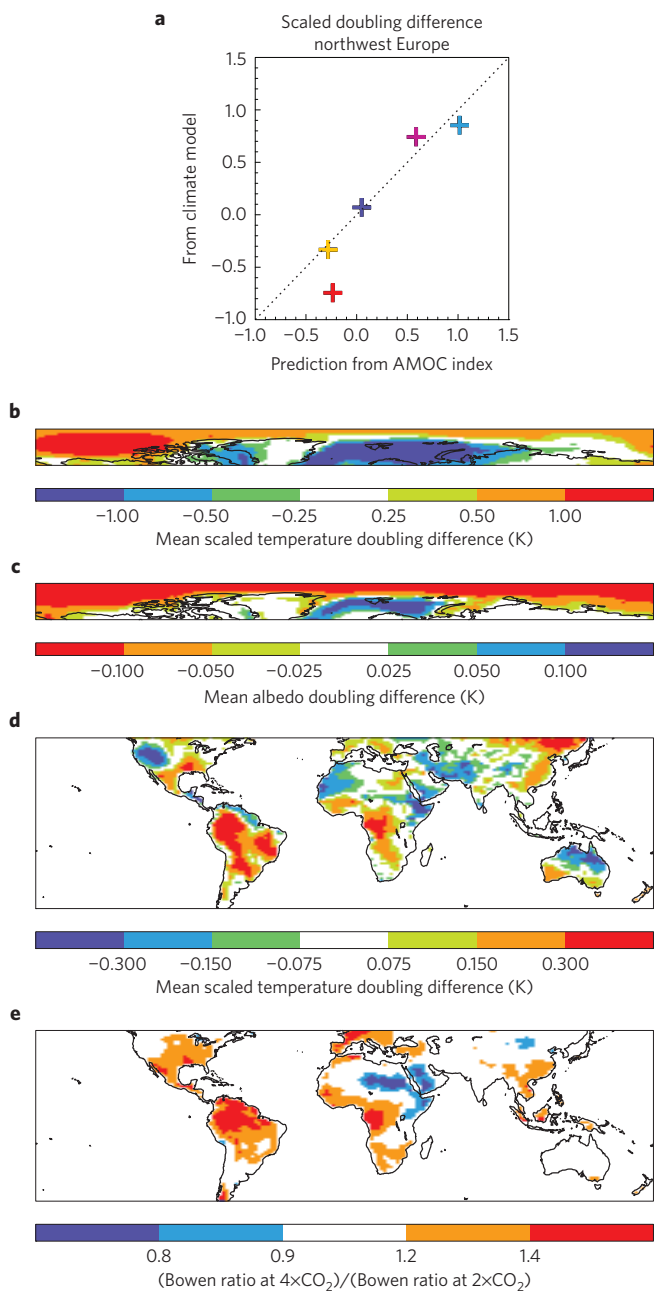 a
Scaled doubling difference
northwest Europe
1.5
1.0
0.5
0.0
−0.5
−1.0
From climate model
−1.0 −0.5 0.0 0.5 1.0 1.5
Prediction from AMOC index
b
−1.00 −0.50 −0.25 0.25 0.50 1.00
Mean scaled temperature doubling difference (K)
c
−0.100 −0.050 −0.025 0.025 0.050 0.100
Mean albedo doubling difference (K)
d
−0.300 −0.150 −0.075 0.075 0.150 0.300
Mean scaled temperature doubling difference (K)
e
0.8 0.9 1.2 1.4
(Bowen ratio at 4×CO₂)/(Bowen ratio at 2×CO₂)